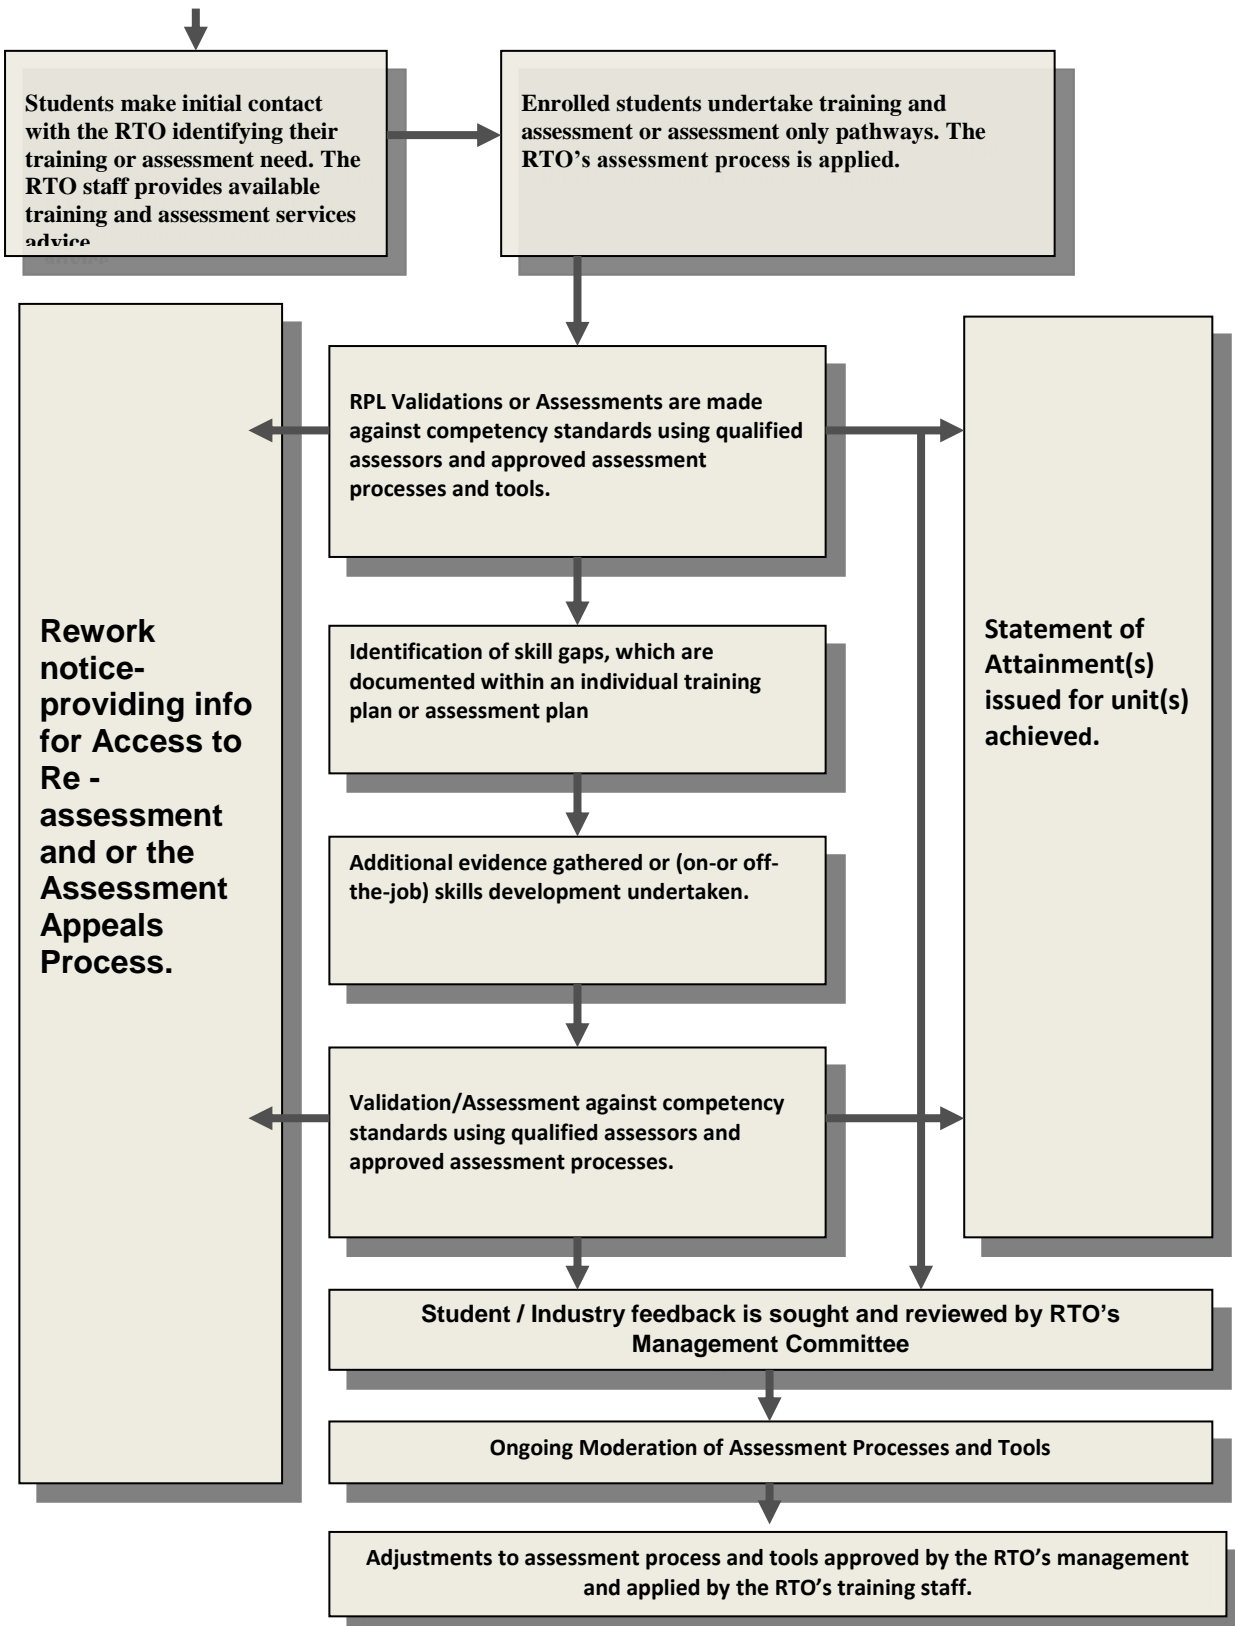 Students make initial contact
with the RTO identifying their
training or assessment need. The
RTO staff provides available
training and assessment services
advice
Enrolled students undertake training and
assessment or assessment only pathways. The
RTO’s assessment process is applied.
RPL Validations or Assessments are made
against competency standards using qualified
assessors and approved assessment
processes and tools.
Rework
notice-
providing info
for Access to
Re -
assessment
and or the
Assessment
Appeals
Process.
Identification of skill gaps, which are
documented within an individual training
plan or assessment plan
Statement of
Attainment(s)
issued for unit(s)
achieved.
Additional evidence gathered or (on-or off-
the-job) skills development undertaken.
Validation/Assessment against competency
standards using qualified assessors and
approved assessment processes.
Student / Industry feedback is sought and reviewed by RTO’s
Management Committee
Ongoing Moderation of Assessment Processes and Tools
Adjustments to assessment process and tools approved by the RTO’s management
and applied by the RTO’s training staff.